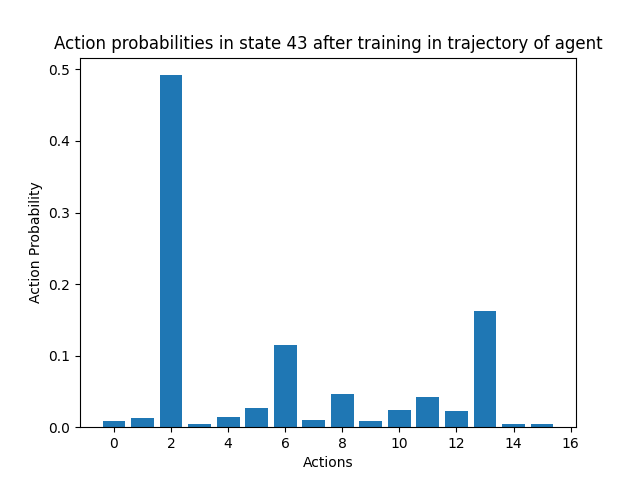 Action probabilities in state 43 after training in trajectory of agent
0.5
0.4
0.3
0.2
0.1
0.0
Action Probability
0 2 4 6 8 10 12 14 16
Actions